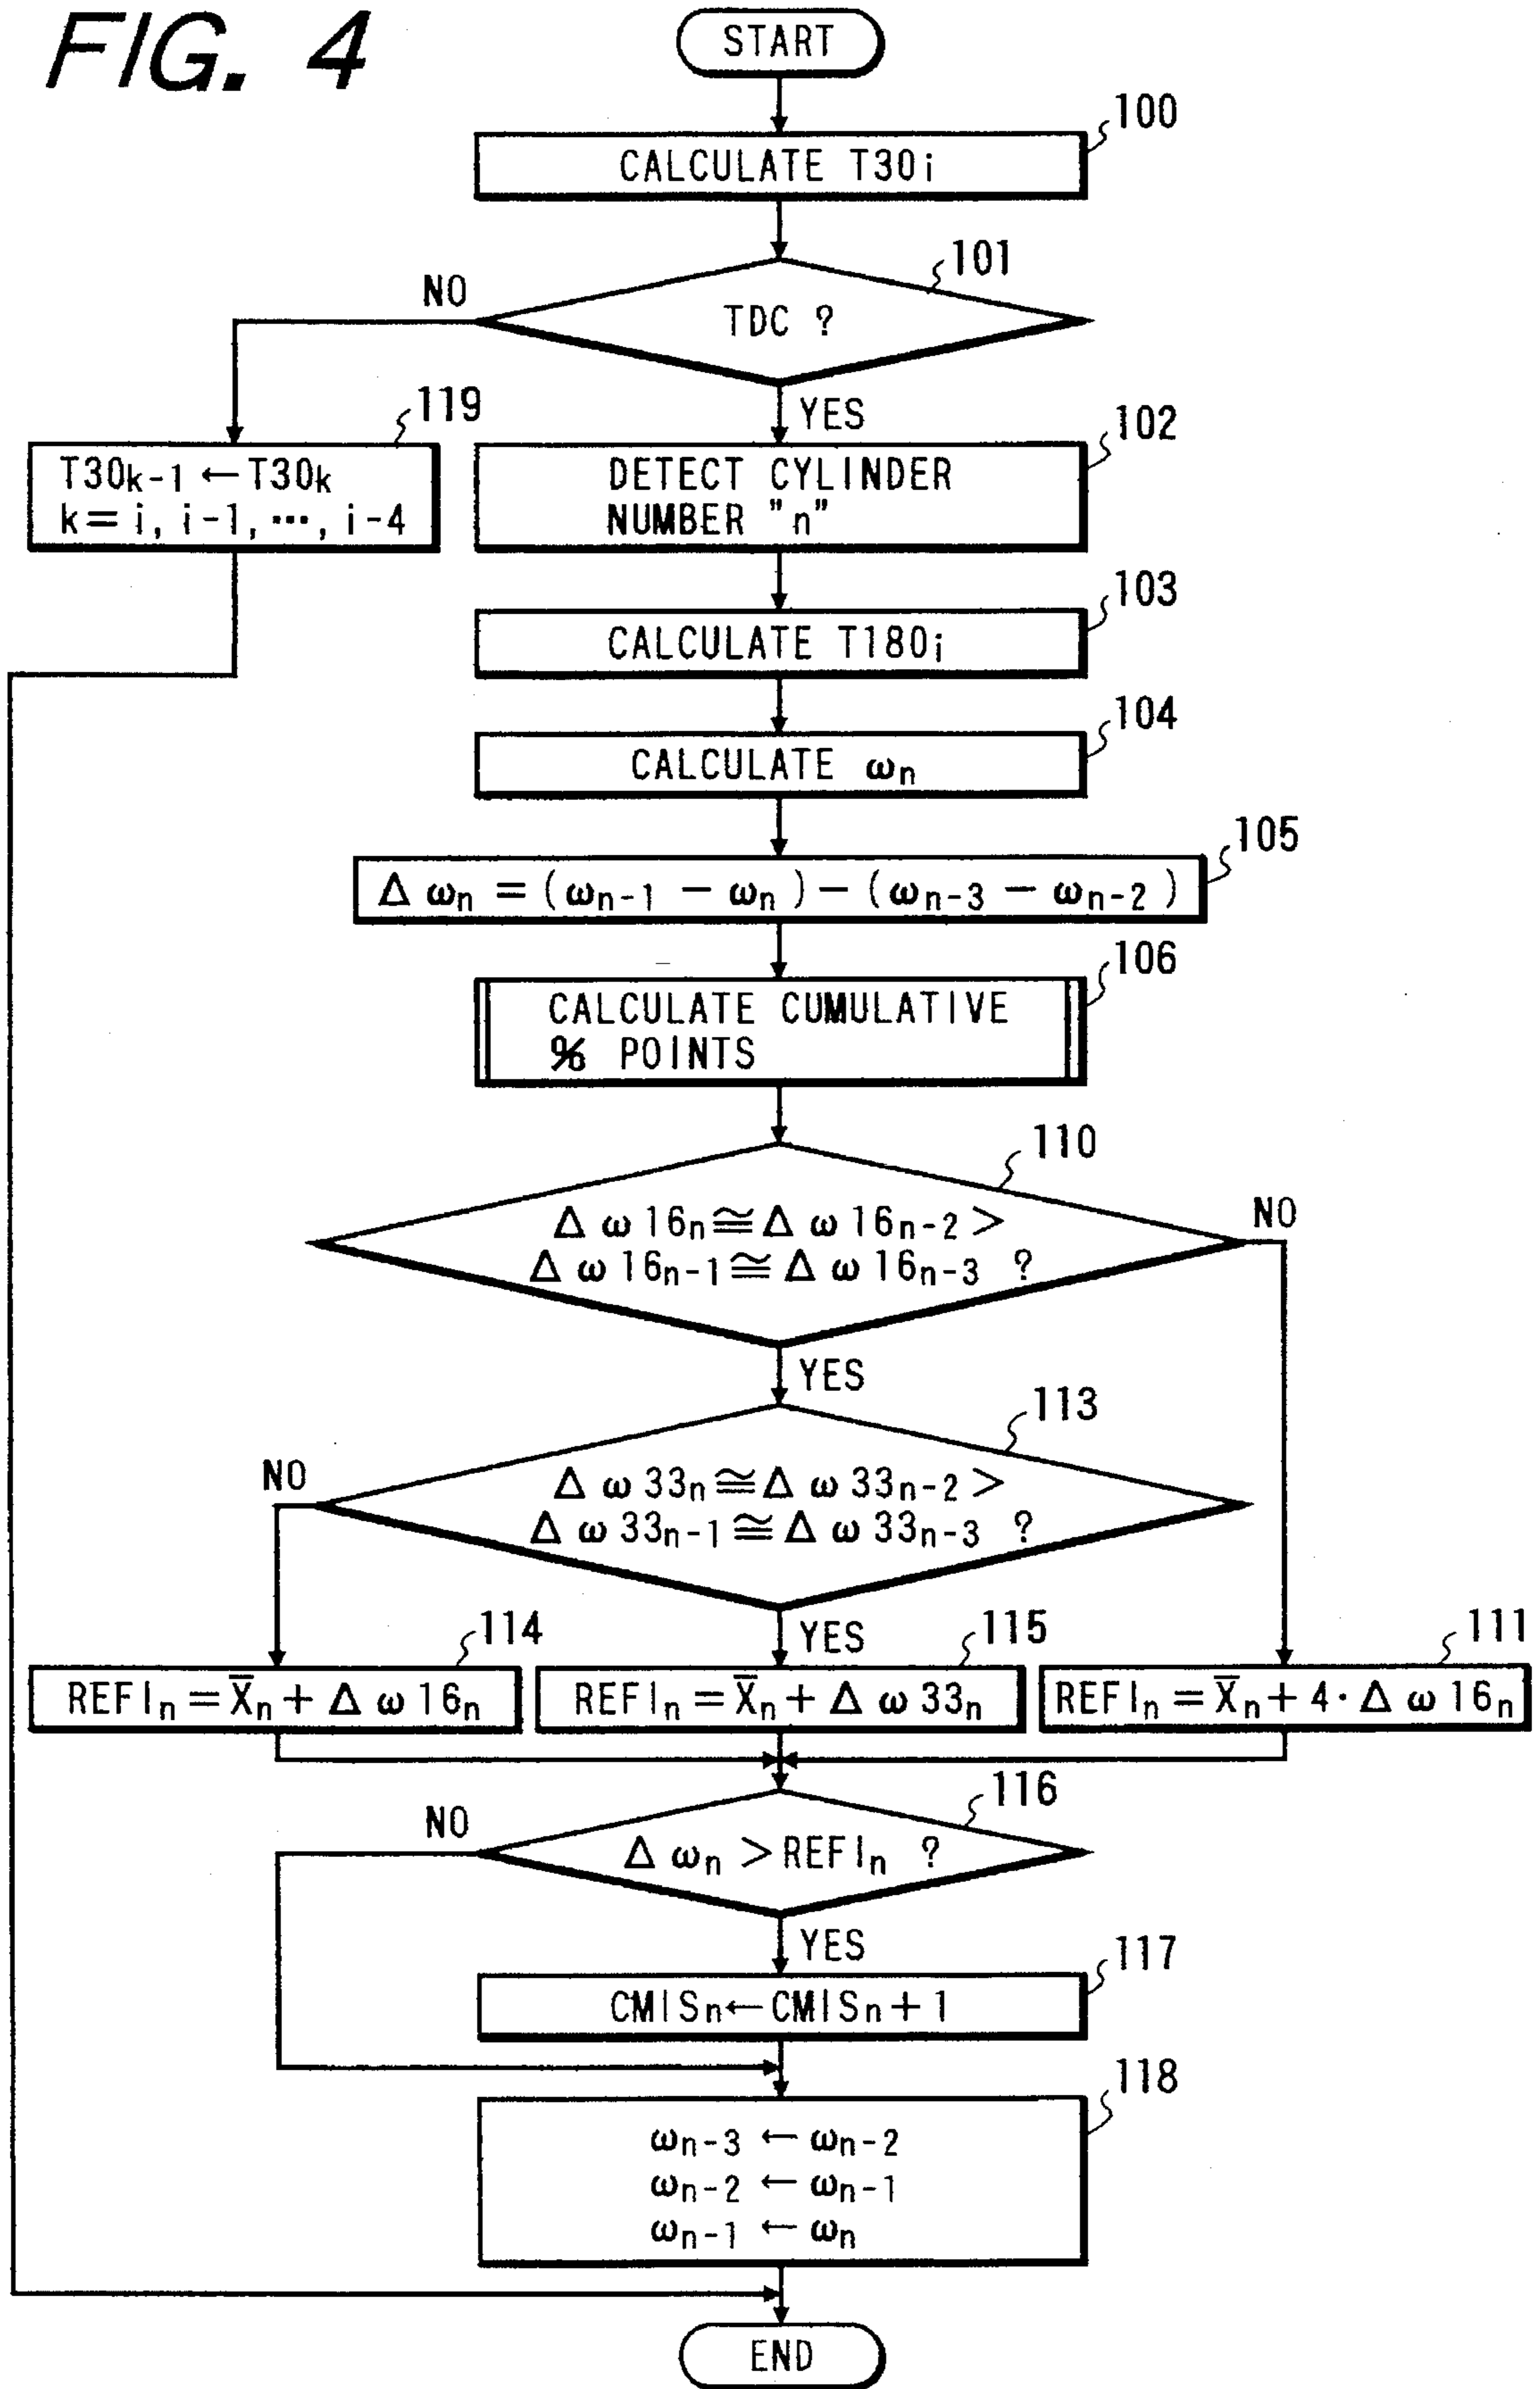 FIG. 4
START
100
CALCULATE T30i
101
TDC ?
NO
YES
119
T30k-1 ← T30k
k = i, i-1, ···, i-4
102
DETECT CYLINDER
NUMBER "n"
103
CALCULATE T180i
104
CALCULATE ωn
105
Δ ωn = (ωn-1 − ωn) − (ωn-3 − ωn-2)
106
CALCULATE CUMULATIVE
% POINTS
110
Δ ω 16n ≅ Δ ω 16n-2 >
Δ ω 16n-1 ≅ Δ ω 16n-3 ?
NO
YES
113
Δ ω 33n ≅ Δ ω 33n-2 >
Δ ω 33n-1 ≅ Δ ω 33n-3 ?
NO
YES
114
REFIn = X̄n + Δ ω 16n
115
REFIn = X̄n + Δ ω 33n
111
REFIn = X̄n + 4 · Δ ω 16n
116
Δ ωn > REFIn ?
NO
YES
117
CMISn ← CMISn + 1
118
ωn-3 ← ωn-2
ωn-2 ← ωn-1
ωn-1 ← ωn
END